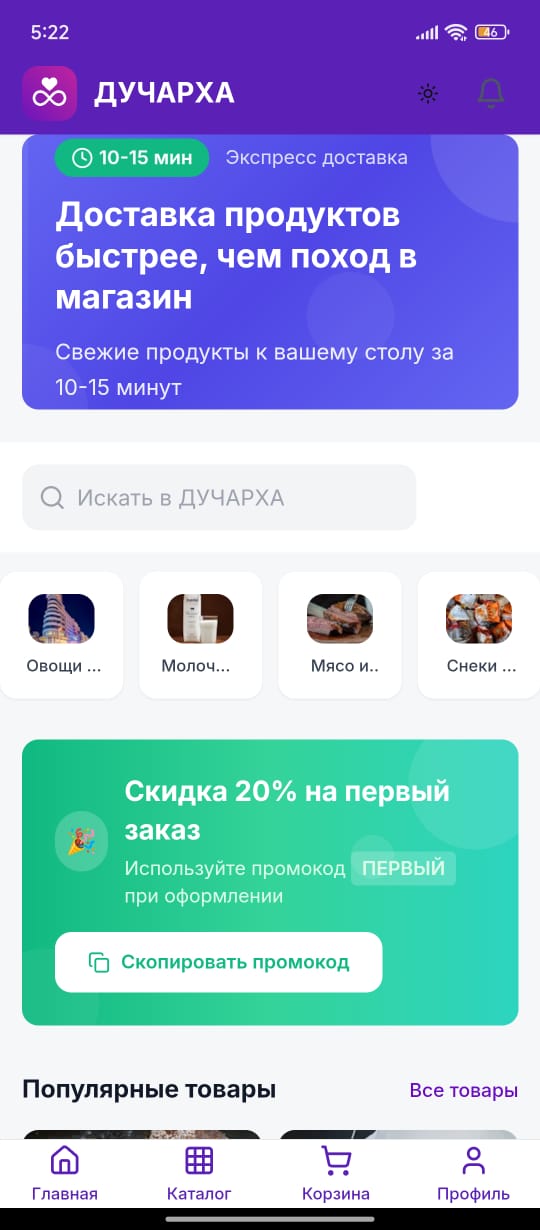 5:22
46
ДУЧАРХА
10-15 мин
Экспресс доставка
Доставка продуктов
быстрее, чем поход в
магазин
Свежие продукты к вашему столу за
10-15 минут
Искать в ДУЧАРХА
Овощи ...
Молоч...
Мясо и..
Снеки ...
Скидка 20% на первый
заказ
Используйте промокод ПЕРВЫЙ
при оформлении
Скопировать промокод
Популярные товары
Все товары
Главная
Каталог
Корзина
Профиль